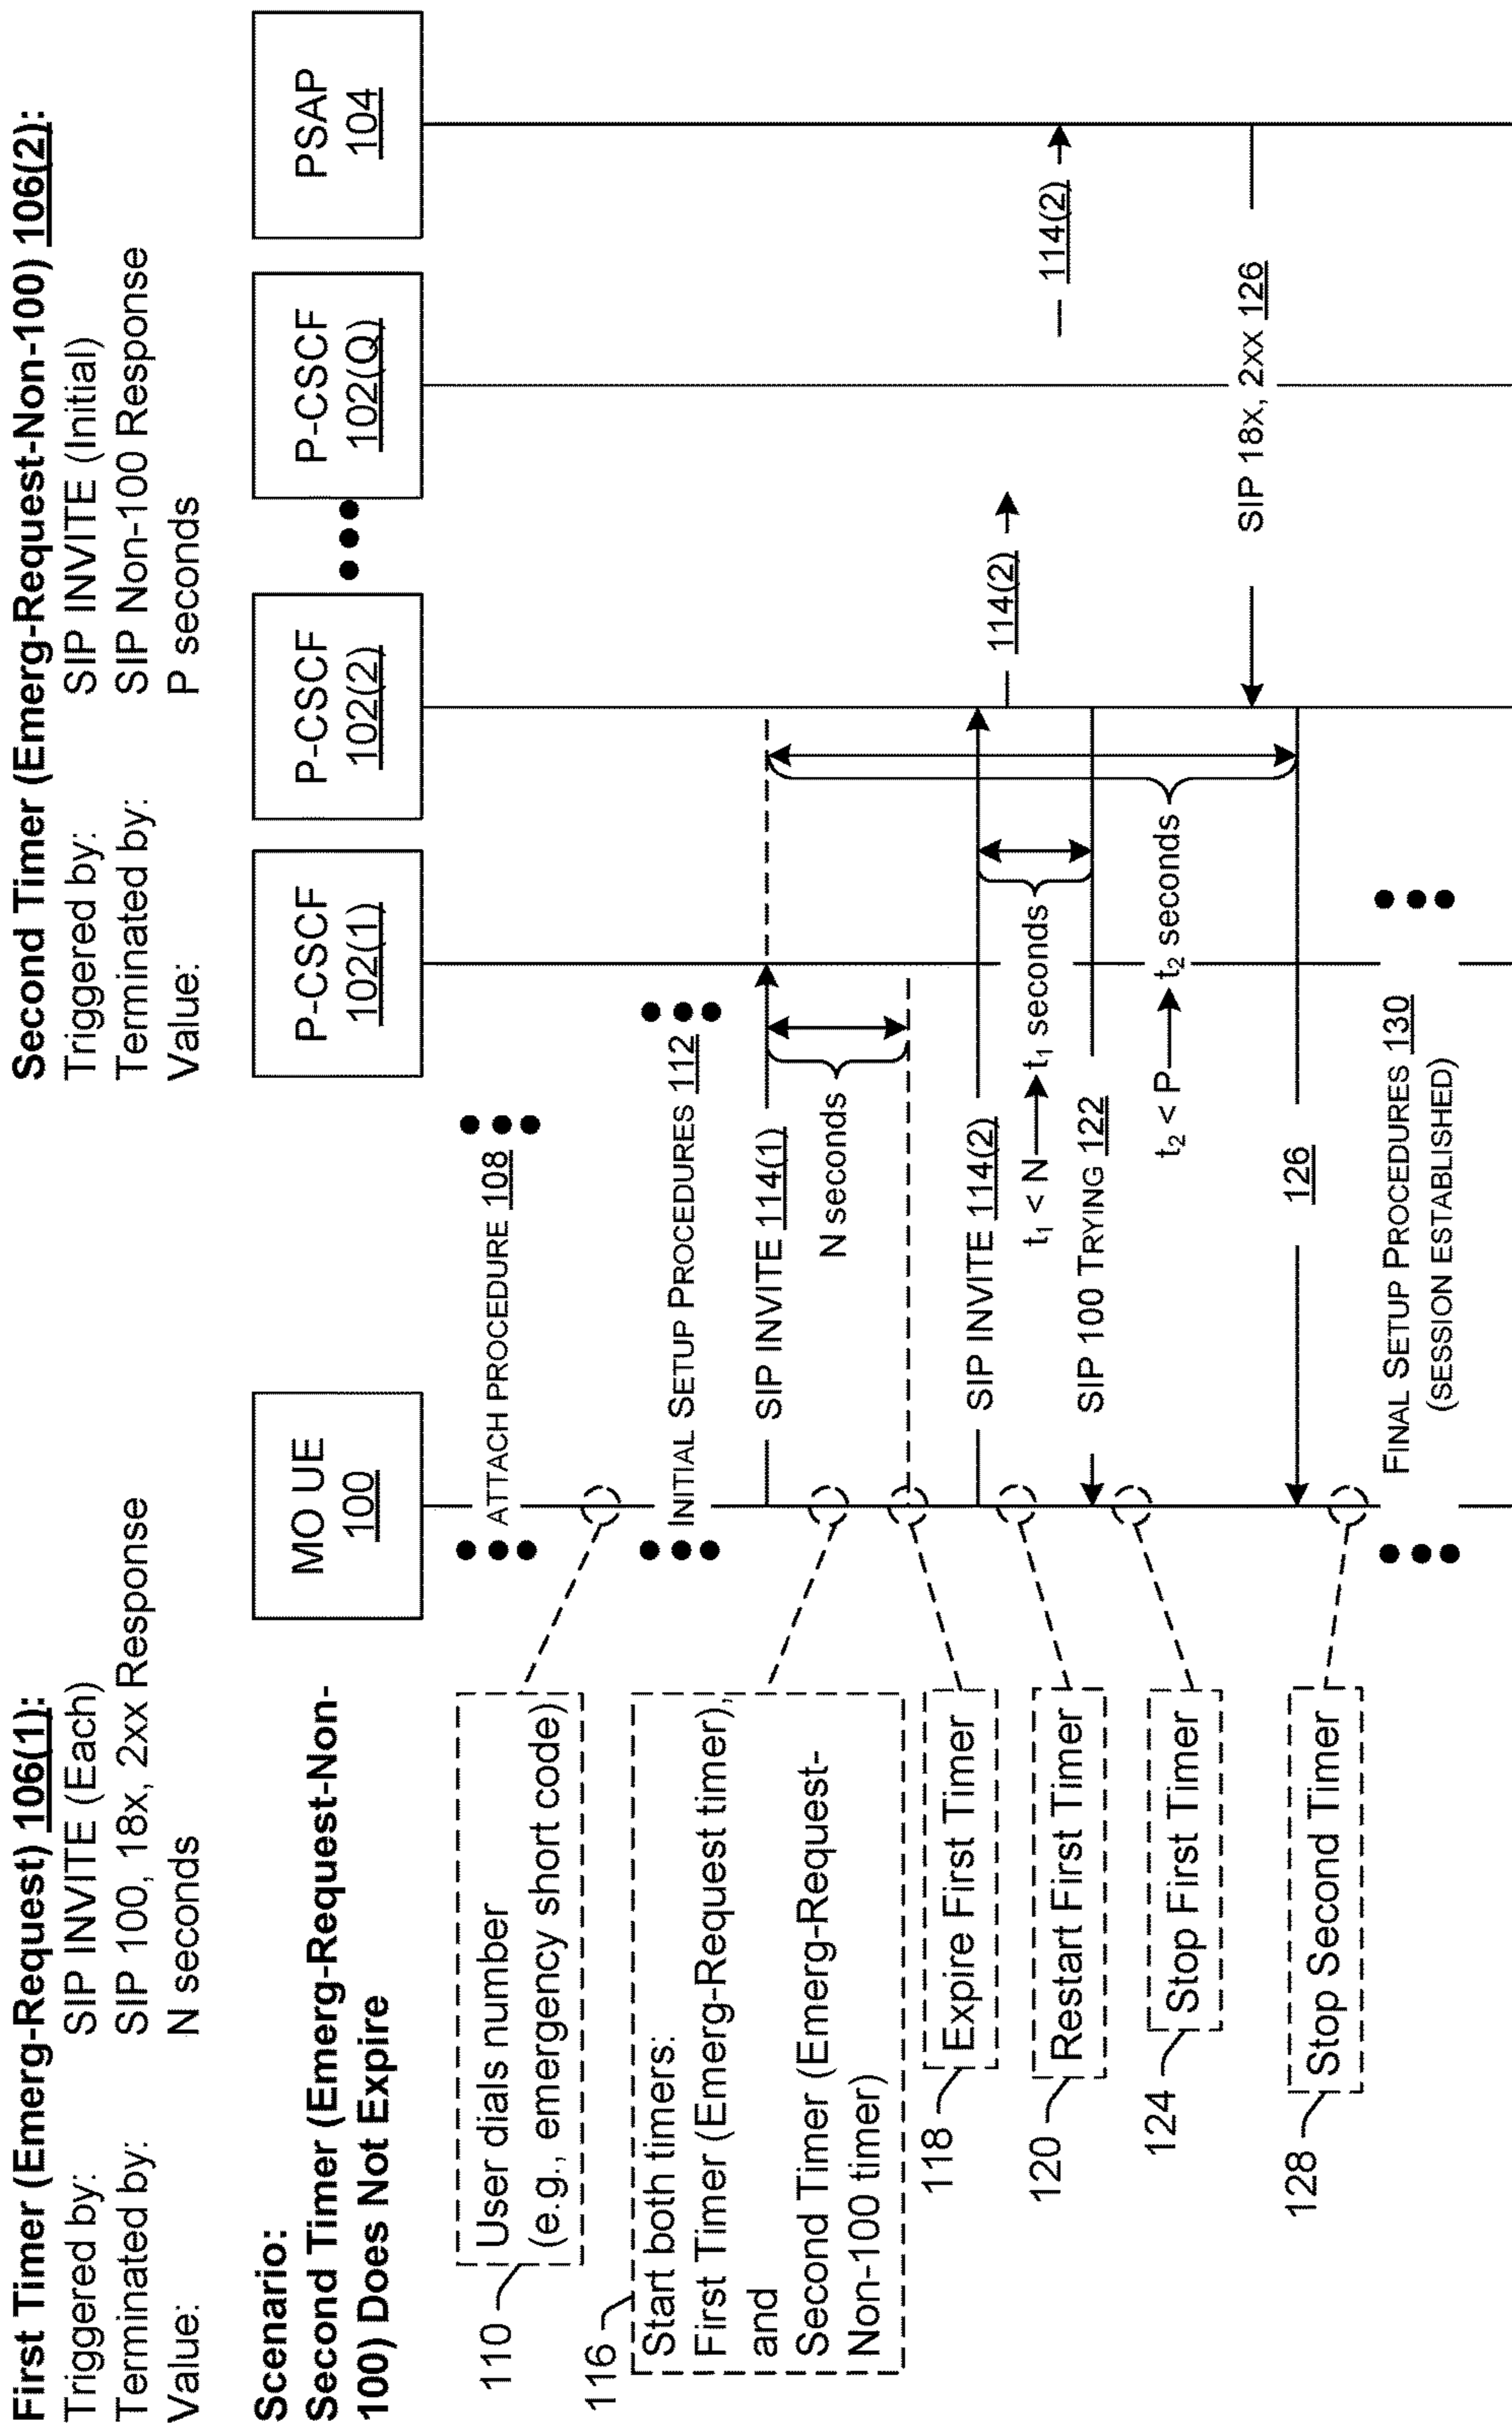 First Timer (Emerg-Request) 106(1):
Triggered by: SIP INVITE (Each)
Terminated by: SIP 100, 18x, 2xx Response
Value: N seconds
Second Timer (Emerg-Request-Non-100) 106(2):
Triggered by: SIP INVITE (Initial)
Terminated by: SIP Non-100 Response
Value: P seconds
Scenario:
Second Timer (Emerg-Request-Non-
100) Does Not Expire
MO UE
100
P-CSCF
102(1)
P-CSCF
102(2)
P-CSCF
102(Q)
PSAP
104
ATTACH PROCEDURE 108
110
User dials number
(e.g., emergency short code)
INITIAL SETUP PROCEDURES 112
SIP INVITE 114(1)
116
Start both timers:
First Timer (Emerg-Request timer),
and
Second Timer (Emerg-Request-
Non-100 timer)
N seconds
118
Expire First Timer
SIP INVITE 114(2)
114(2)
114(2)
120
Restart First Timer
t₁ < N
t₁ seconds
SIP 100 TRYING 122
124
Stop First Timer
t₂ < P
t₂ seconds
SIP 18x, 2xx 126
126
128
Stop Second Timer
FINAL SETUP PROCEDURES 130
(SESSION ESTABLISHED)